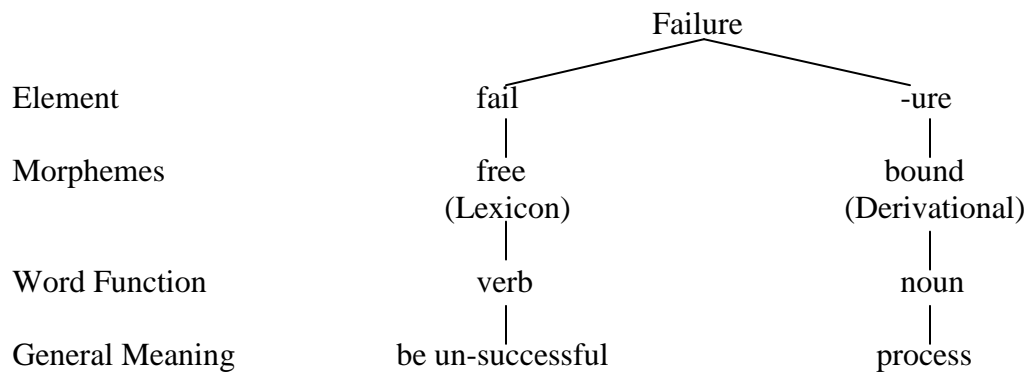 Failure
Element fail -ure
Morphemes free bound
(Lexicon) (Derivational)
Word Function verb noun
General Meaning be un-successful process